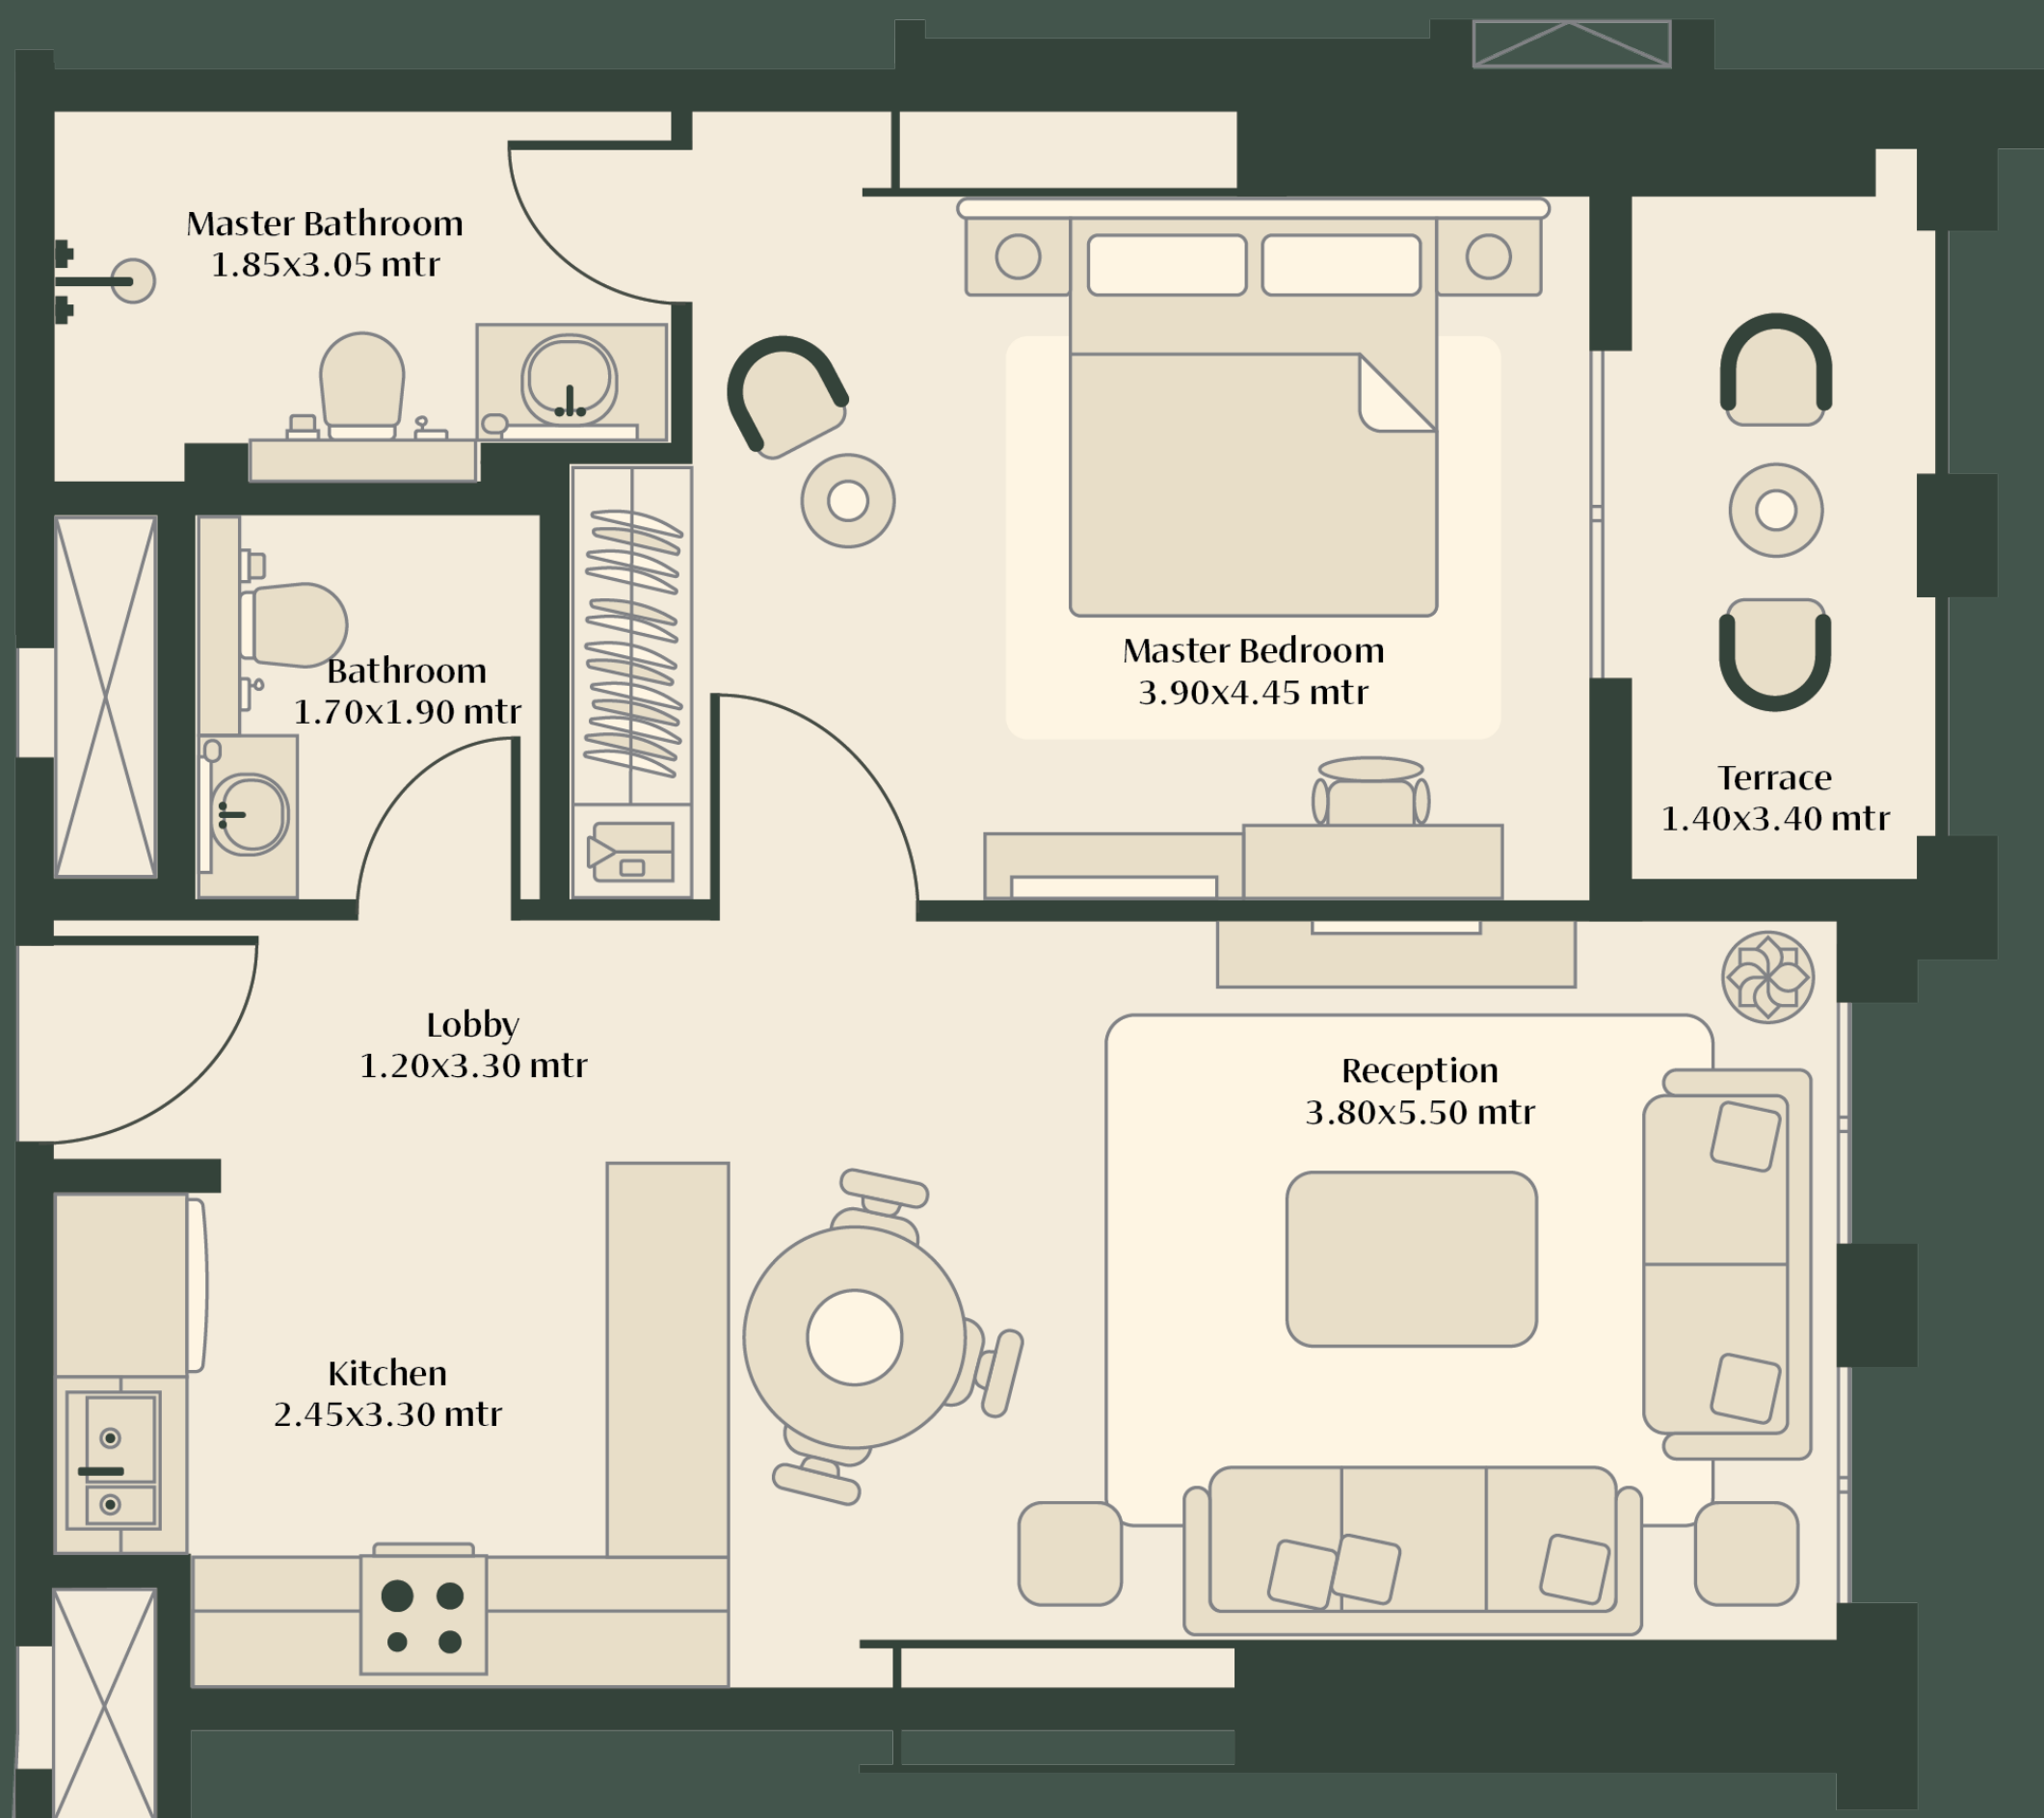 Master Bathroom
1.85x3.05 mtr
Bathroom
1.70x1.90 mtr
Master Bedroom
3.90x4.45 mtr
Terrace
1.40x3.40 mtr
Lobby
1.20x3.30 mtr
Reception
3.80x5.50 mtr
Kitchen
2.45x3.30 mtr